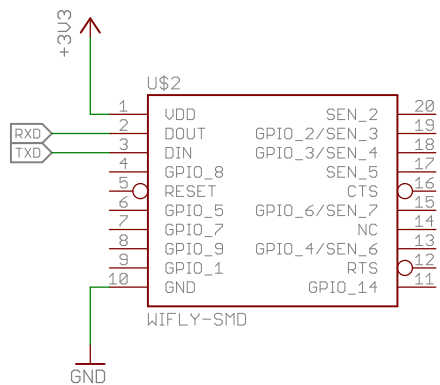 +3V3
U$2
1 VDD SEN_2 20
RXD 2 DOUT GPIO_2/SEN_3 19
TXD 3 DIN GPIO_3/SEN_4 18
4 GPIO_8 SEN_5 17
5 RESET CTS 16
6 GPIO_5 GPIO_6/SEN_7 15
7 GPIO_7 NC 14
8 GPIO_9 GPIO_4/SEN_6 13
9 GPIO_1 RTS 12
10 GND GPIO_14 11
WIFLY-SMD
GND